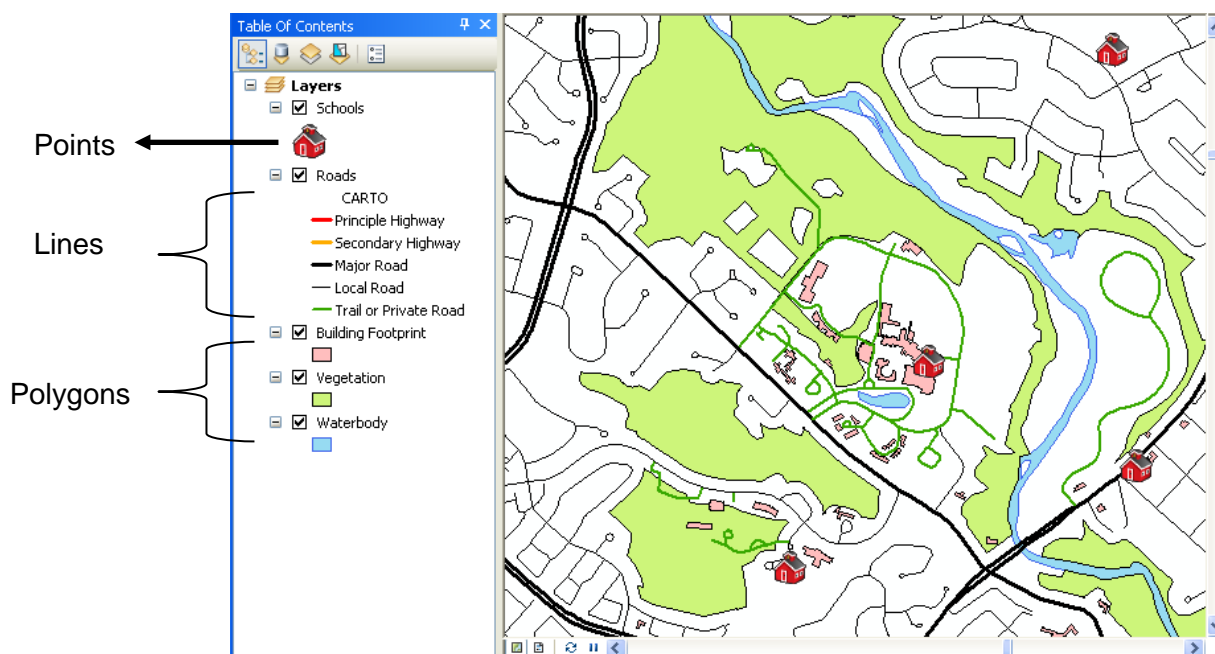 Table Of Contents
Layers
Schools
Points
Roads
CARTO
Principle Highway
Lines
Secondary Highway
Major Road
Local Road
Trail or Private Road
Building Footprint
Polygons
Vegetation
Waterbody